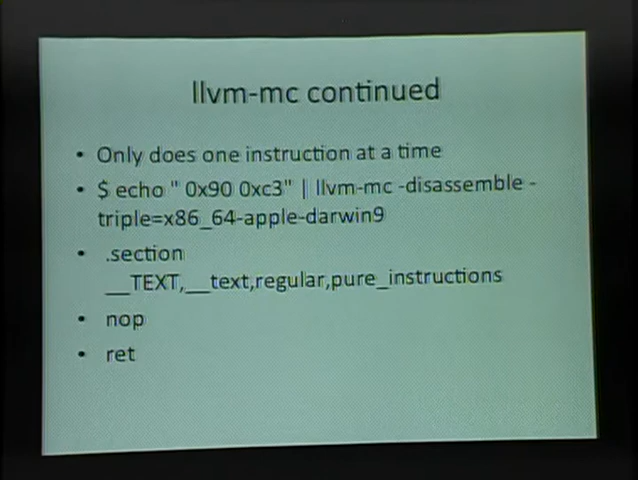 llvm-mc continued
• Only does one instruction at a time
• $ echo " 0x90 0xc3" | llvm-mc -disassemble -
triple=x86_64-apple-darwin9
• .section
__TEXT,__text,regular,pure_instructions
• nop
• ret